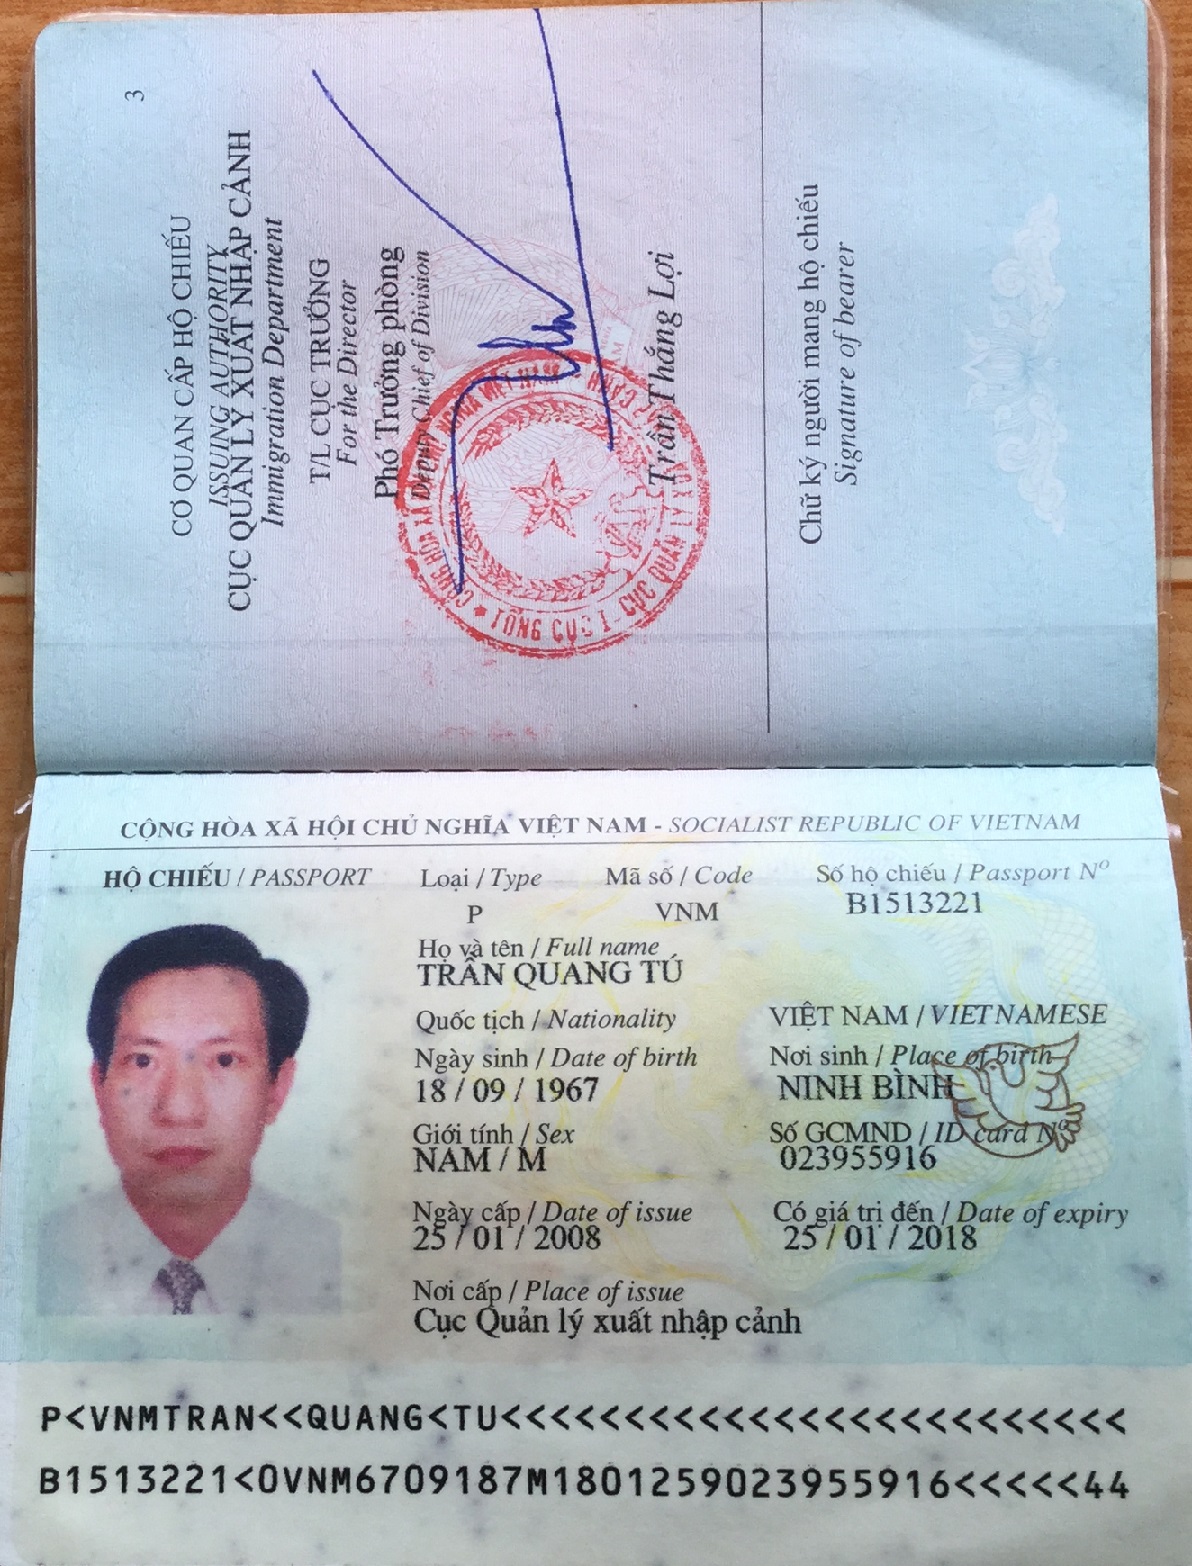 3
CƠ QUAN CẤP HỘ CHIẾU
ISSUING AUTHORITY
CỤC QUẢN LÝ XUẤT NHẬP CẢNH
Immigration Department
T/L CỤC TRƯỞNG
For the Director
Phó Trưởng phòng
Deputy Chief of Division
TỔNG CỤC I - CỤC QUẢN LÝ XUẤT
Trần Thắng Lợi
Chữ ký người mang hộ chiếu
Signature of bearer
CỘNG HÒA XÃ HỘI CHỦ NGHĨA VIỆT NAM - SOCIALIST REPUBLIC OF VIETNAM
HỘ CHIẾU / PASSPORT Loại / Type Mã số / Code Số hộ chiếu / Passport Nº
P VNM B1513221
Họ và tên / Full name
TRẦN QUANG TÚ
Quốc tịch / Nationality VIỆT NAM / VIETNAMESE
Ngày sinh / Date of birth Nơi sinh / Place of birth
18 / 09 / 1967 NINH BÌNH
Giới tính / Sex Số GCMND / ID card Nº
NAM / M 023955916
Ngày cấp / Date of issue Có giá trị đến / Date of expiry
25 / 01 / 2008 25 / 01 / 2018
Nơi cấp / Place of issue
Cục Quản lý xuất nhập cảnh
P<VNMTRAN<<QUANG<TU<<<<<<<<<<<<<<<<<<<<<<<<<
B1513221<0VNM6709187M1801259023955916<<<<<44